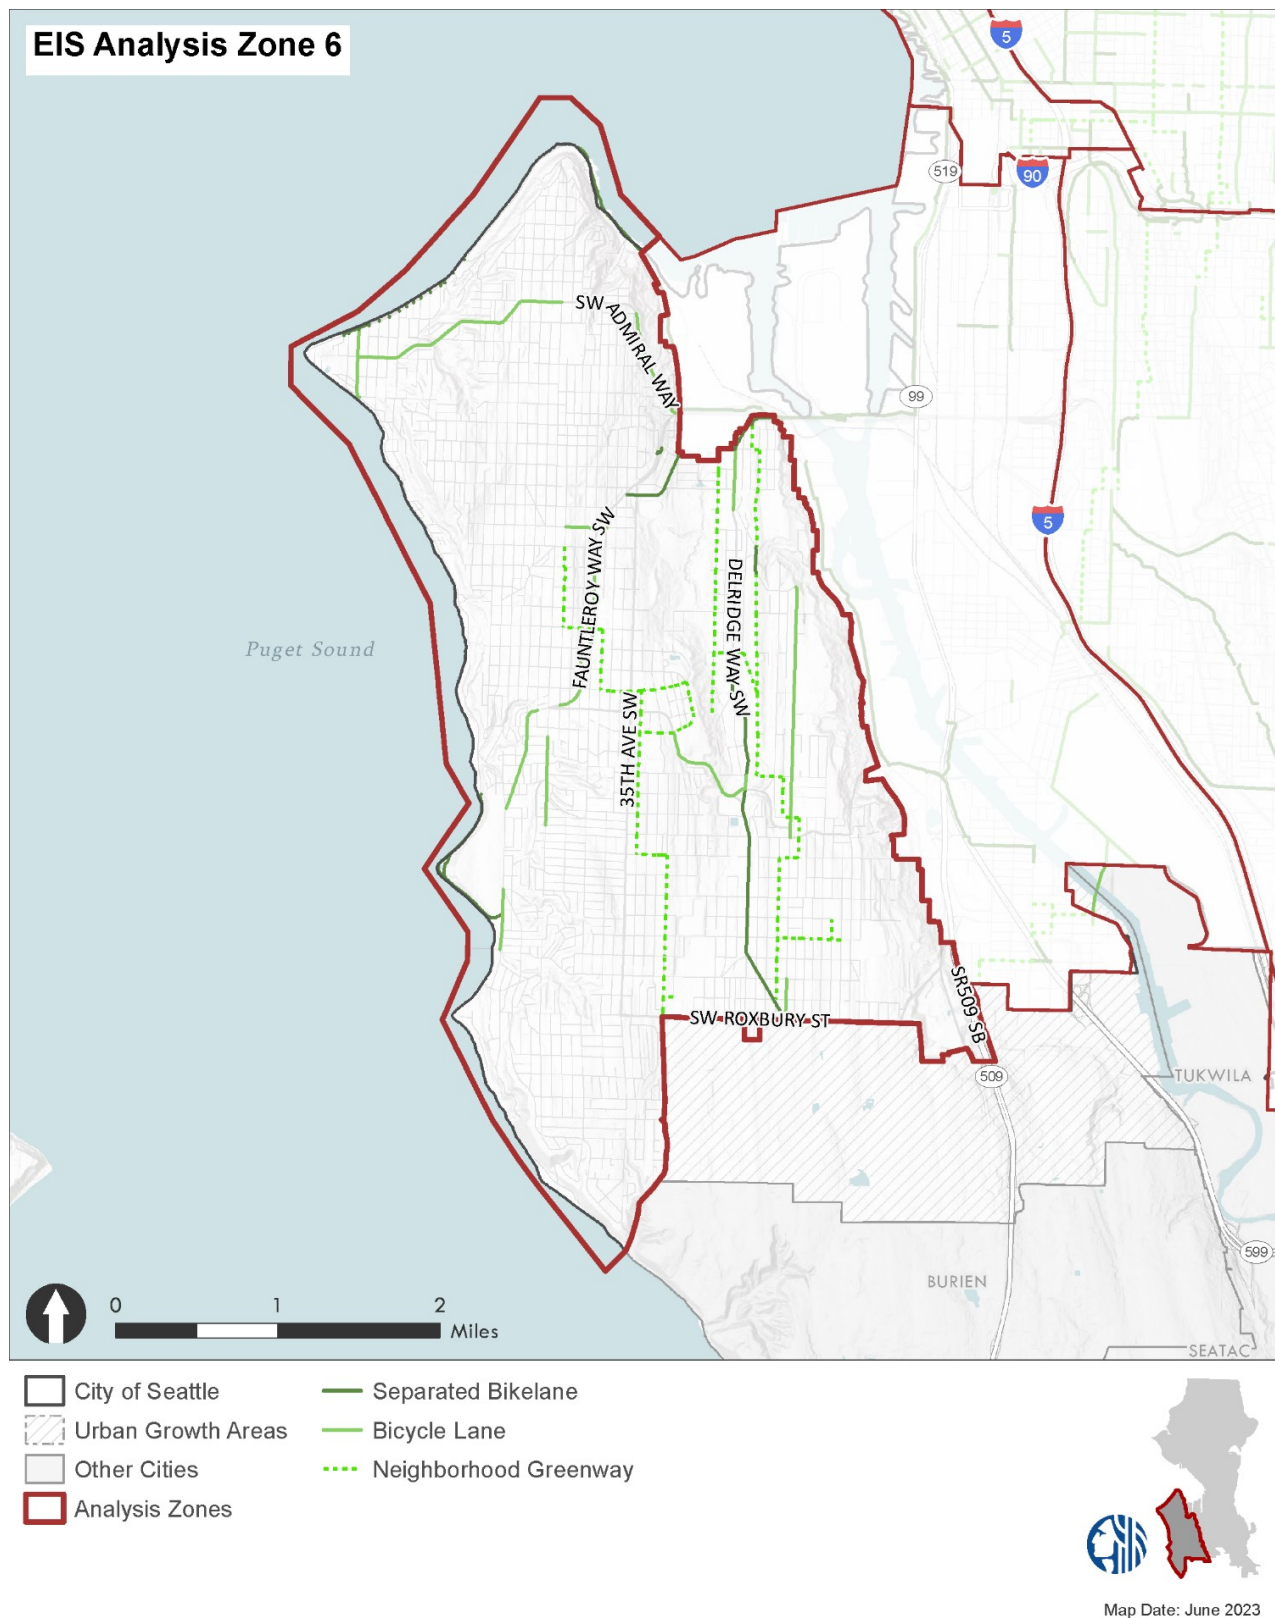 EIS Analysis Zone 6
5
519
90
SW ADMIRAL WAY
99
5
FAUNTLEROY WAY SW
DELRIDGE WAY SW
Puget Sound
35TH AVE SW
SR509 SB
SW ROXBURY ST
509
TUKWILA
599
BURIEN
SEATAC
0 1 2
Miles
City of Seattle
Urban Growth Areas
Other Cities
Analysis Zones
Separated Bikelane
Bicycle Lane
Neighborhood Greenway
Map Date: June 2023